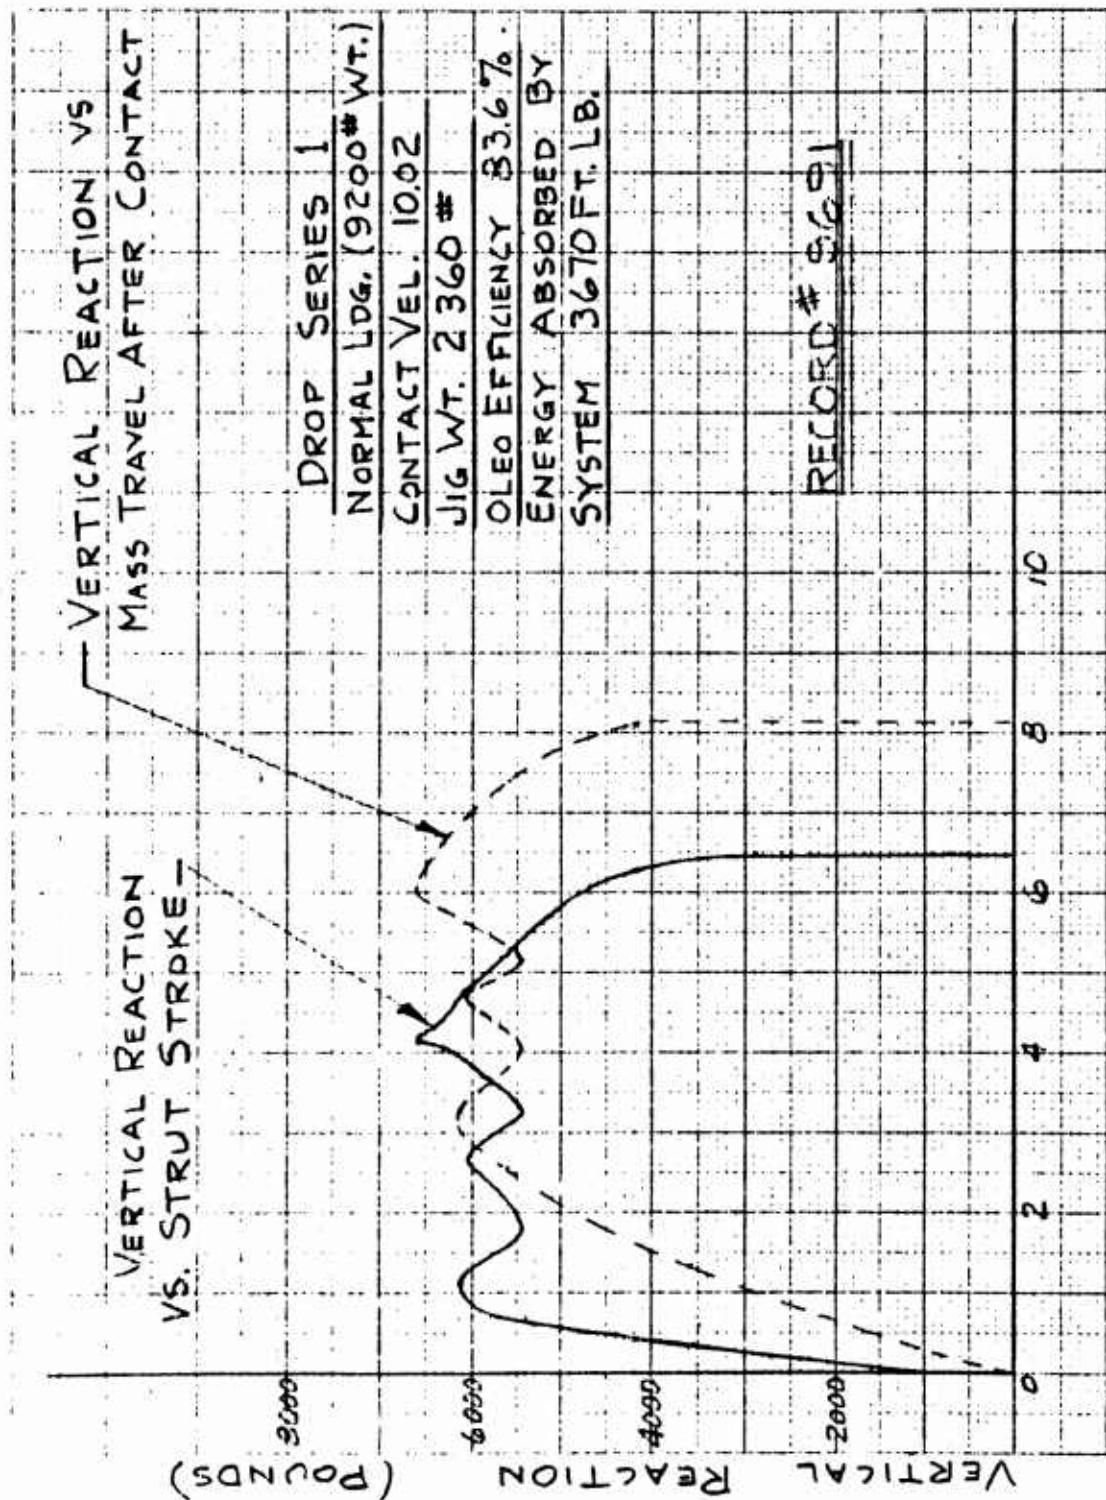 VERTICAL REACTION VS
MASS TRAVEL AFTER CONTACT
VERTICAL REACTION
VS. STRUT STROKE
DROP SERIES 1
NORMAL LDG. (9200# WT.)
CONTACT VEL. 10.02
JIG WT. 2360#
OLEO EFFICIENCY 83.6%.
ENERGY ABSORBED BY
SYSTEM 3670 FT. LB.
RECORD #
VERTICAL REACTION (POUNDS)
8000
6000
4000
2000
0 2 4 6 8 10